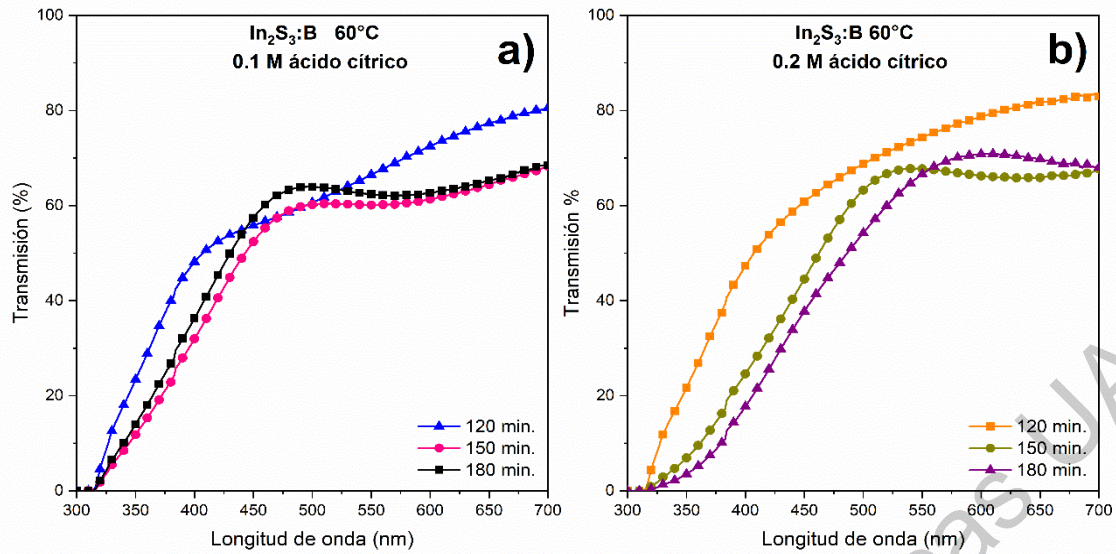 In₂S₃:B 60°C
0.1 M ácido cítrico
a)
Transmisión (%)
100
80
60
40
20
0
120 min.
150 min.
180 min.
300 350 400 450 500 550 600 650 700
Longitud de onda (nm)
In₂S₃:B 60°C
0.2 M ácido cítrico
b)
Transmisión %
100
80
60
40
20
0
120 min.
150 min.
180 min.
300 350 400 450 500 550 600 650 700
Longitud de onda (nm)